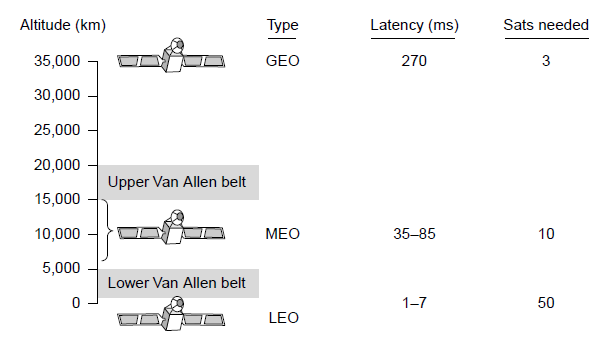 Altitude (km) Type Latency (ms) Sats needed
35,000 GEO 270 3
30,000
25,000
20,000
Upper Van Allen belt
15,000
10,000 MEO 35–85 10
5,000
Lower Van Allen belt
0 1–7 50
LEO